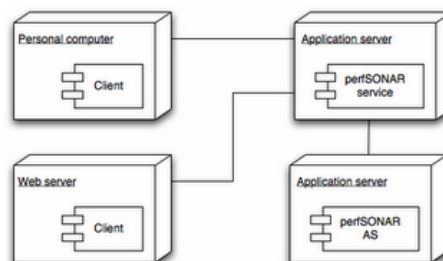 Personal computer
Client
Application server
perfSONAR
service
Web server
Client
Application server
perfSONAR
AS